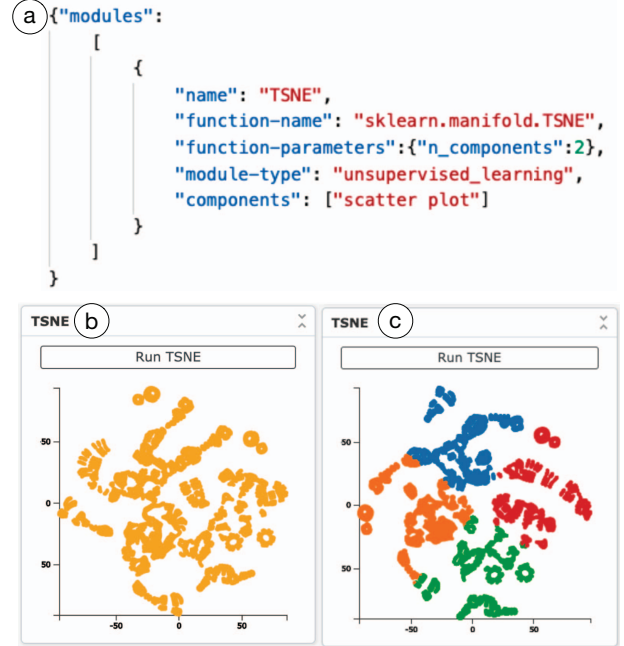 a {"modules":
[
{
"name": "TSNE",
"function-name": "sklearn.manifold.TSNE",
"function-parameters":{"n_components":2},
"module-type": "unsupervised_learning",
"components": ["scatter plot"]
}
]
}
TSNE b
Run TSNE
50
0
50
-50 0 50
TSNE c
Run TSNE
50
0
50
-50 0 50